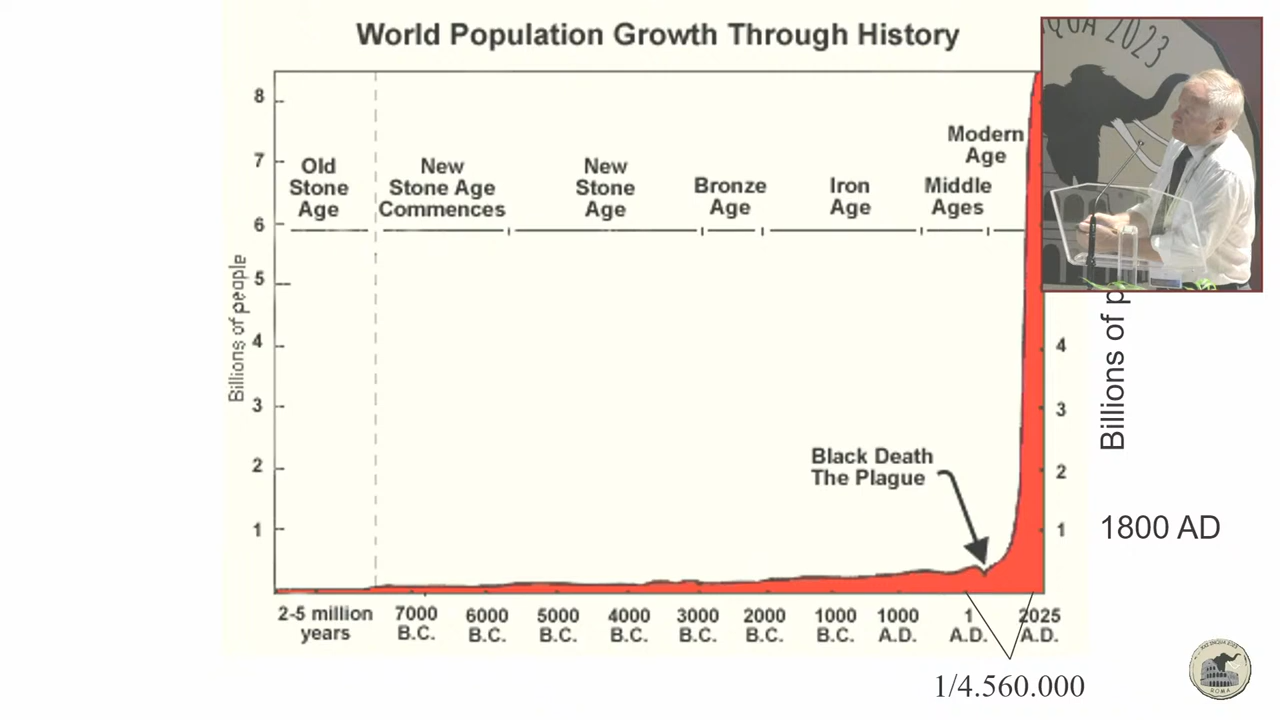 World Population Growth Through History
IQUA 2023
8
7
6
5
4
3
2
1
Billions of people
Old
Stone
Age
New
Stone Age
Commences
New
Stone
Age
Bronze
Age
Iron
Age
Middle
Ages
Modern
Age
Black Death
The Plague
4
3
2
1
Billions of p
1800 AD
2-5 million
years
7000
B.C.
6000
B.C.
5000
B.C.
4000
B.C.
3000
B.C.
2000
B.C.
1000
B.C.
1000
A.D.
1
A.D.
2025
A.D.
1/4.560.000
ROMA